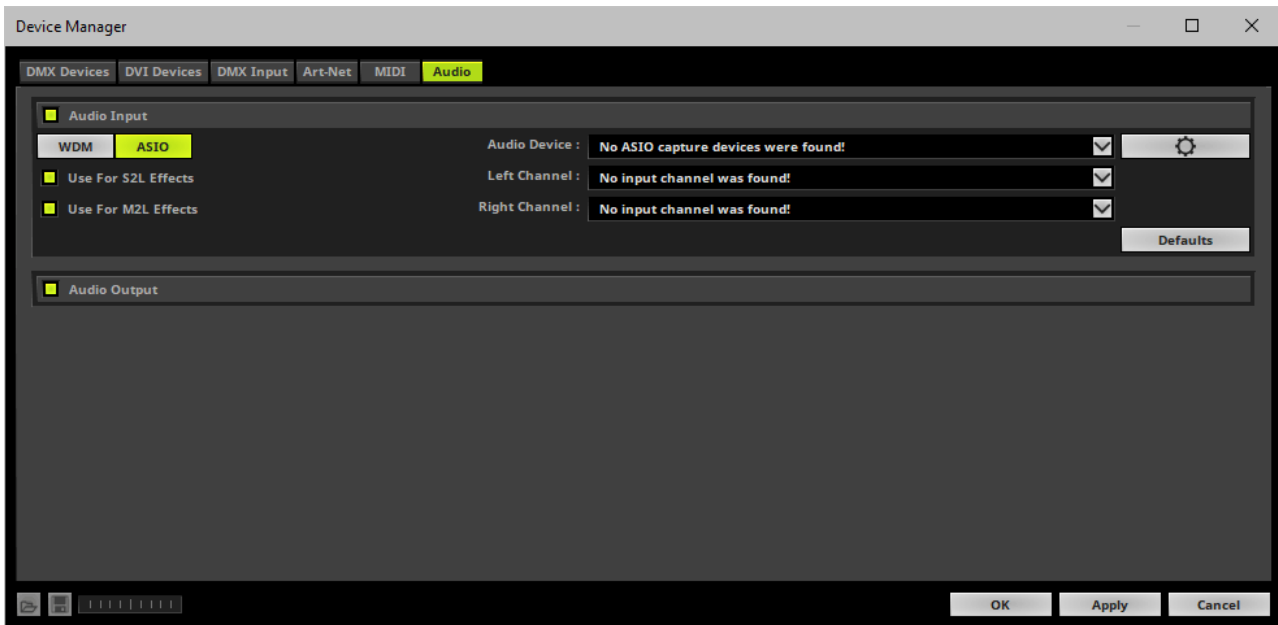 Device Manager
DMX Devices DVI Devices DMX Input Art-Net MIDI Audio
Audio Input
WDM ASIO Audio Device : No ASIO capture devices were found!
Use For S2L Effects Left Channel : No input channel was found!
Use For M2L Effects Right Channel : No input channel was found!
Defaults
Audio Output
OK Apply Cancel